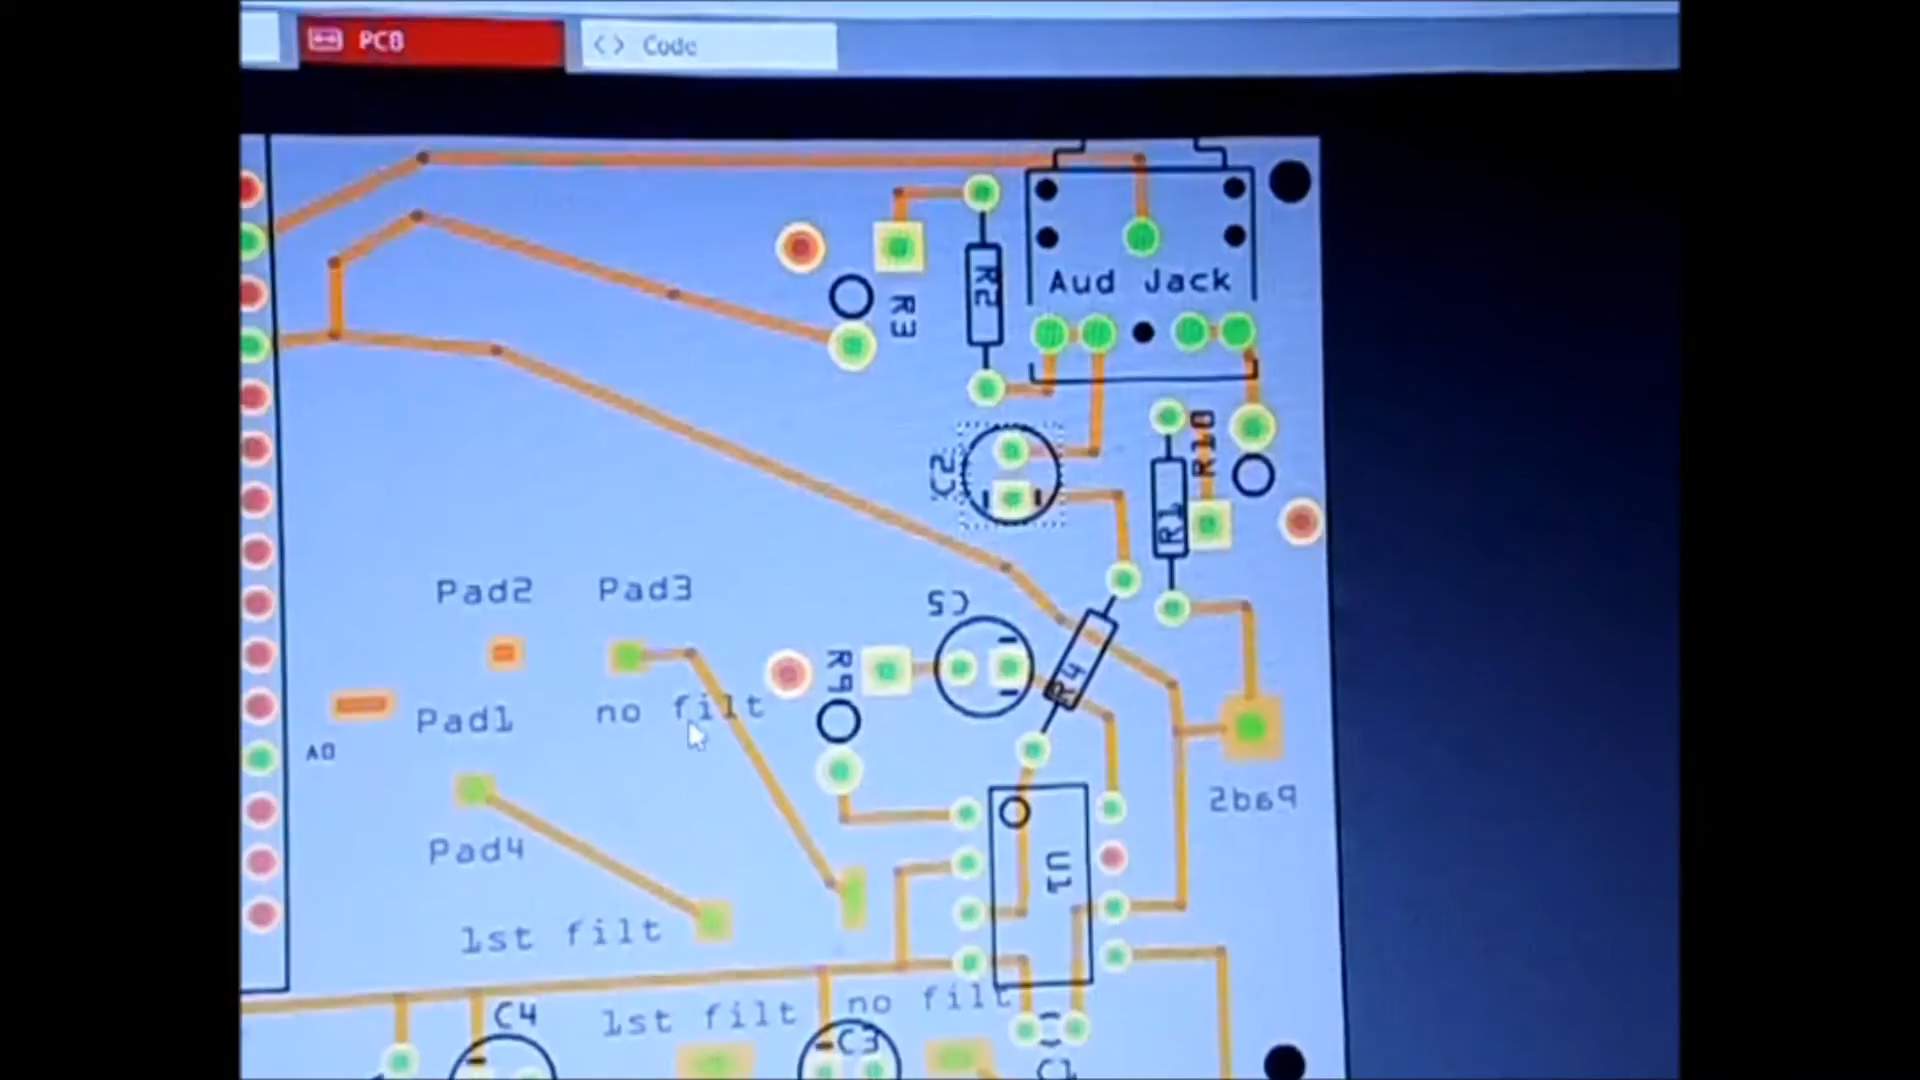 PCB
<> Code
R3
R2
Aud Jack
R10
C2
R1
Pad2
Pad3
C5
R4
R9
no filt
Pad1
A0
2b69
U1
Pad4
1st filt
C4
1st filt
no filt
C3
C1